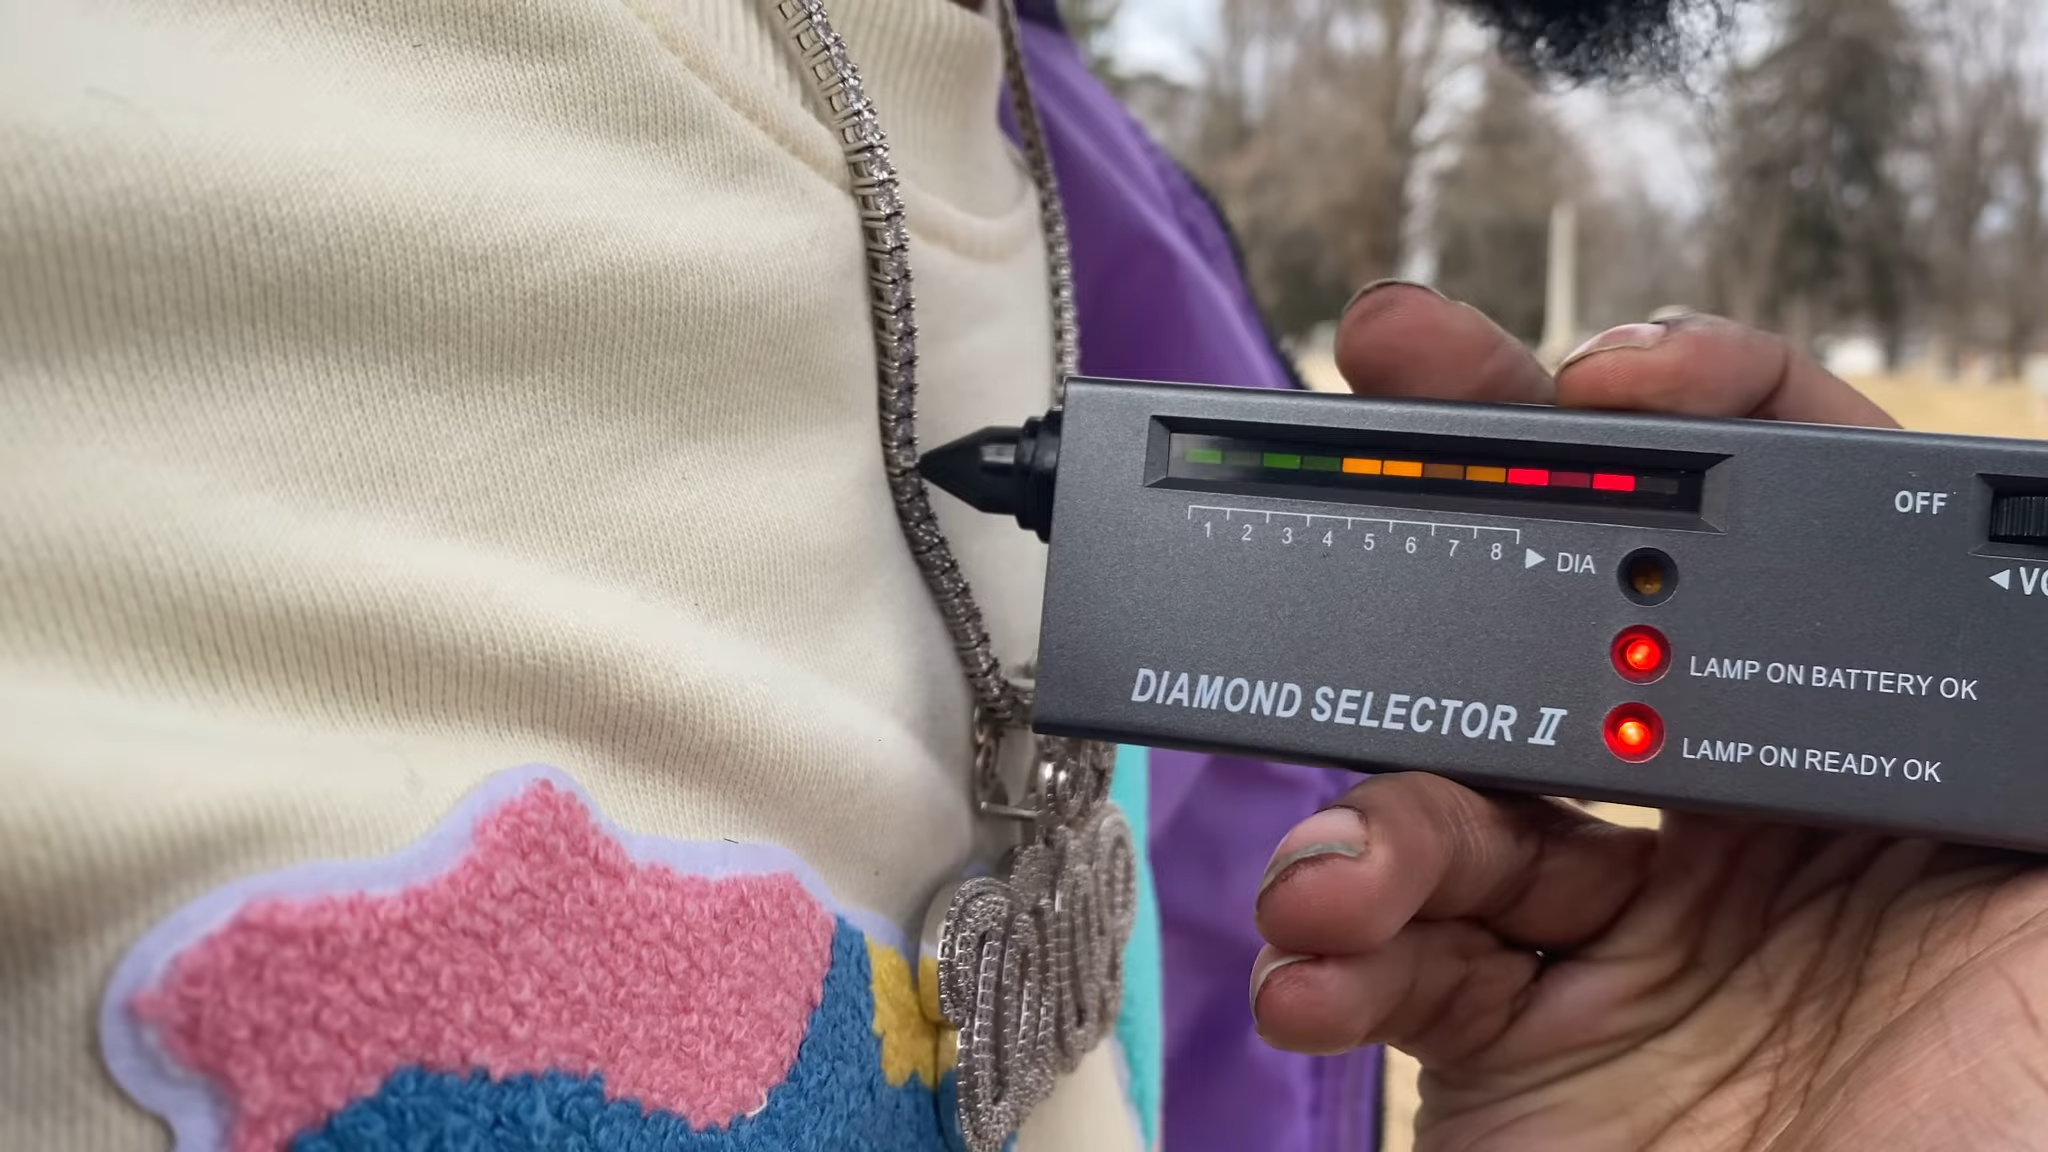 OFF
1 2 3 4 5 6 7 8 ▶ DIA
◀ VO
LAMP ON BATTERY OK
DIAMOND SELECTOR II
LAMP ON READY OK